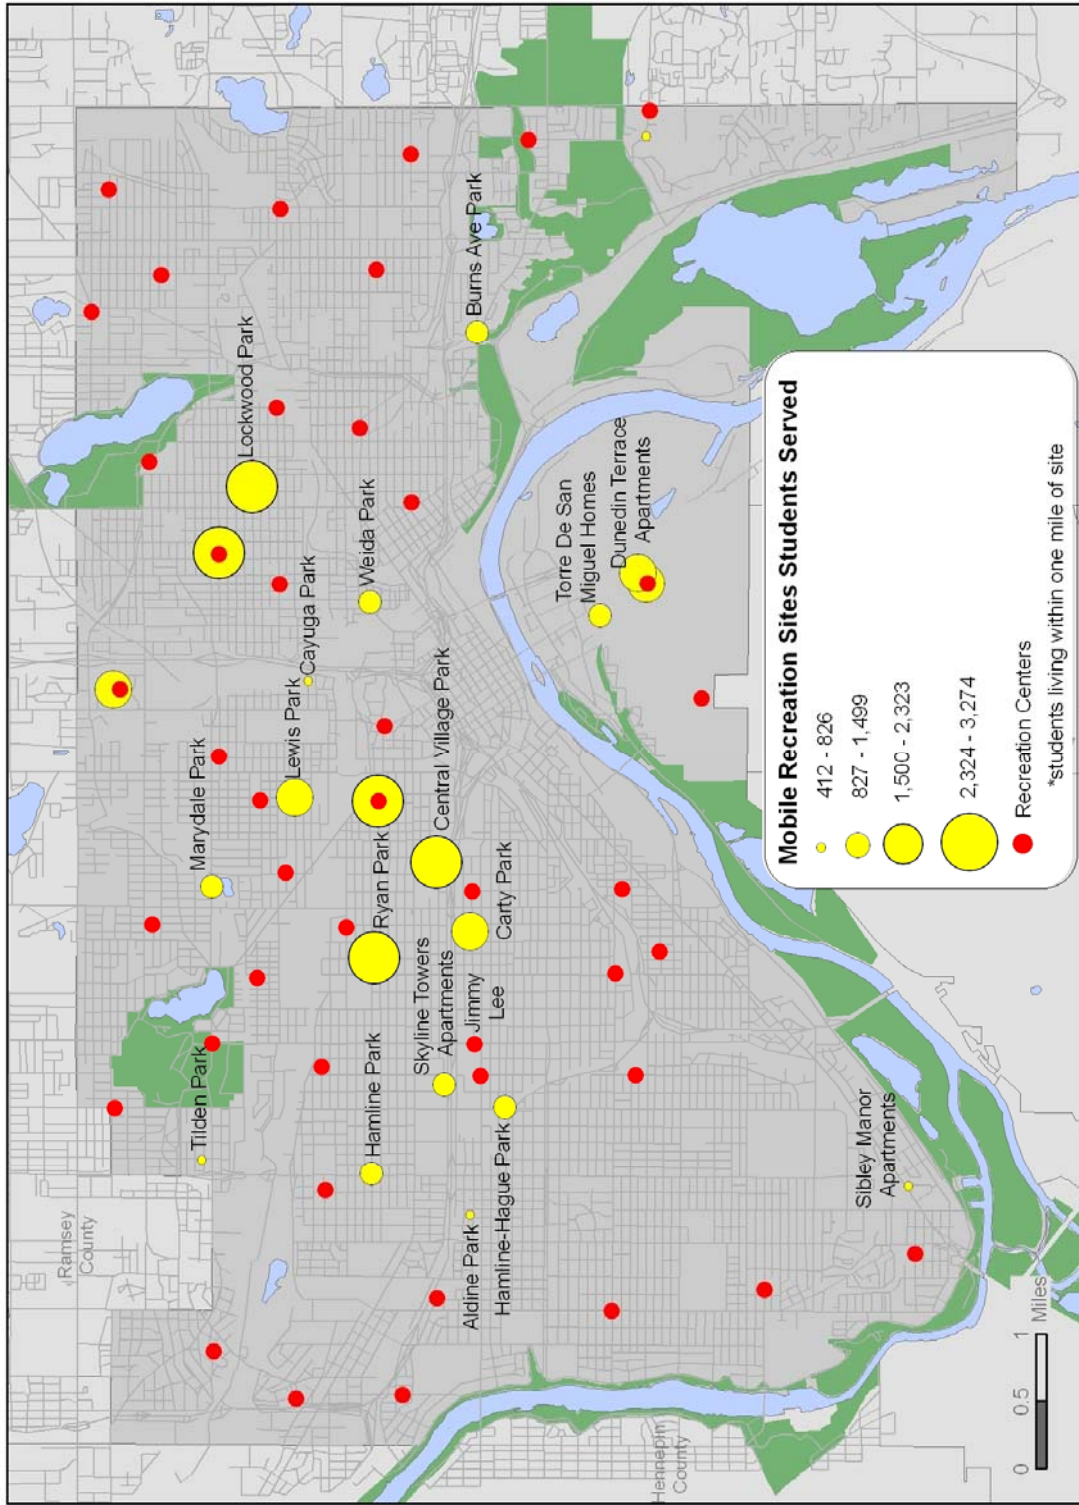 Ramsey
County
Tilden Park
Marydale Park
Lockwood Park
Lewis Park
Cayuga Park
Weida Park
Burns Ave Park
Hamline Park
Ryan Park
Central Village Park
Skyline Towers
Apartments
Jimmy
Lee
Carty Park
Aldine Park
Hamline-Hague Park
Torre De San
Miguel Homes
Dunedin Terrace
Apartments
Sibley Manor
Apartments
Hennepin
County
0 0.5 1
Miles
Mobile Recreation Sites Students Served
412 - 826
827 - 1,499
1,500 - 2,323
2,324 - 3,274
Recreation Centers
*students living within one mile of site